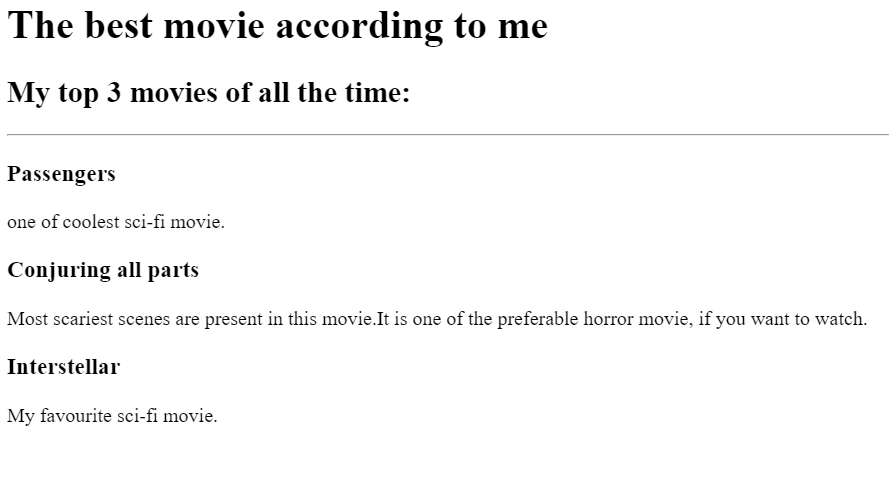 The best movie according to me
My top 3 movies of all the time:
Passengers
one of coolest sci-fi movie.
Conjuring all parts
Most scariest scenes are present in this movie.It is one of the preferable horror movie, if you want to watch.
Interstellar
My favourite sci-fi movie.